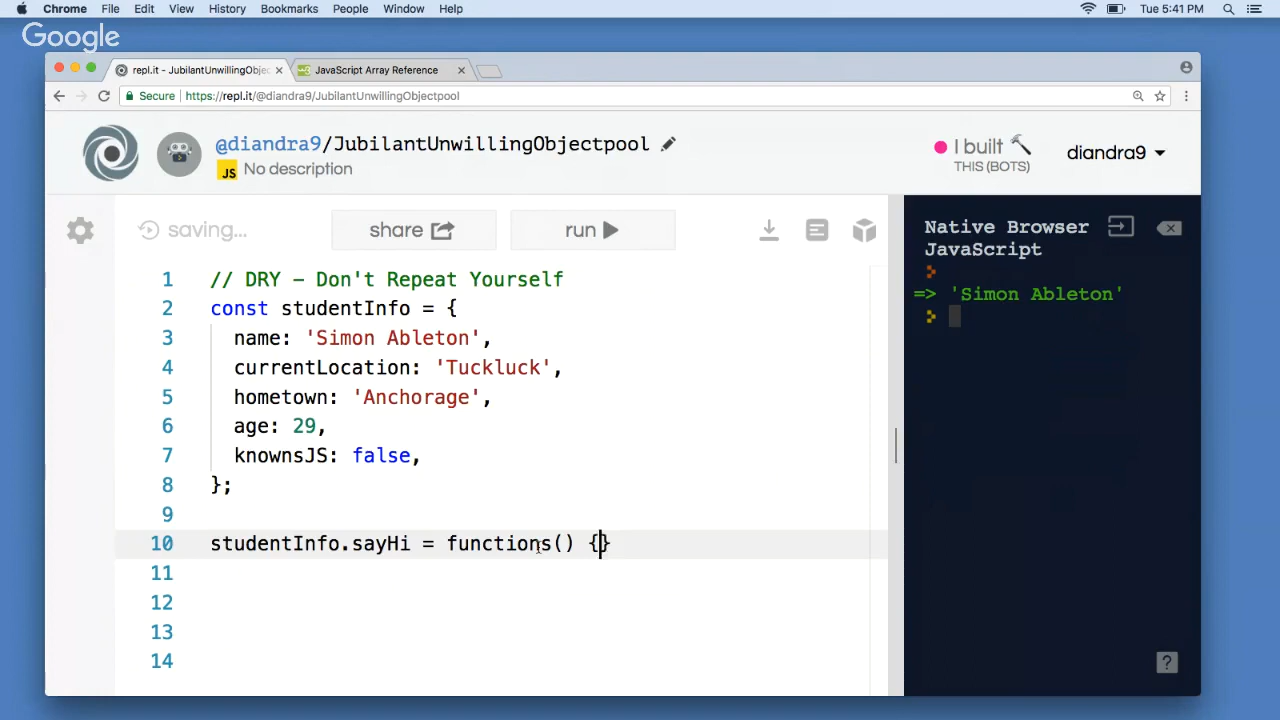 Chrome File Edit View History Bookmarks People Window Help Tue 5:41 PM
Google
repl.it - JubilantUnwillingObjec × JavaScript Array Reference ×
Secure https://repl.it/@diandra9/JubilantUnwillingObjectpool
@diandra9/JubilantUnwillingObjectpool
JS No description
I built
THIS (BOTS)
diandra9
saving...
share
run
Native Browser
JavaScript
=> 'Simon Ableton'
1 // DRY - Don't Repeat Yourself
2 const studentInfo = {
3 name: 'Simon Ableton',
4 currentLocation: 'Tuckluck',
5 hometown: 'Anchorage',
6 age: 29,
7 knownsJS: false,
8 };
9
10 studentInfo.sayHi = functions() {}
11
12
13
14
?